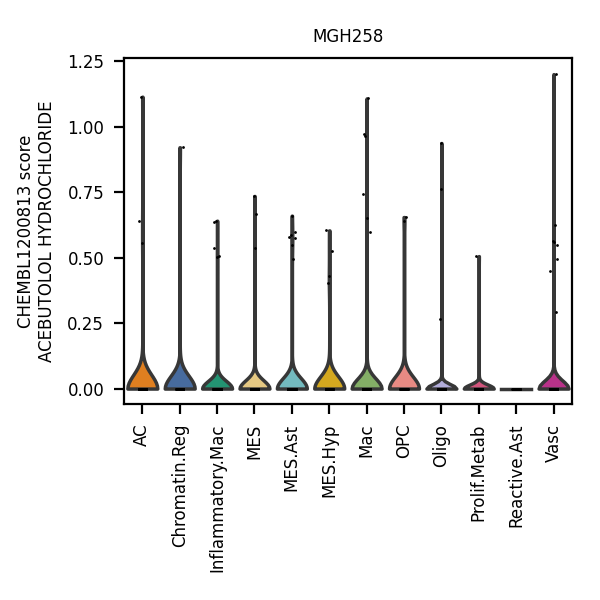 MGH258
CHEMBL1200813 score
ACEBUTOLOL HYDROCHLORIDE
1.25
1.00
0.75
0.50
0.25
0.00
AC
Chromatin.Reg
Inflammatory.Mac
MES
MES.Ast
MES.Hyp
Mac
OPC
Oligo
Prolif.Metab
Reactive.Ast
Vasc